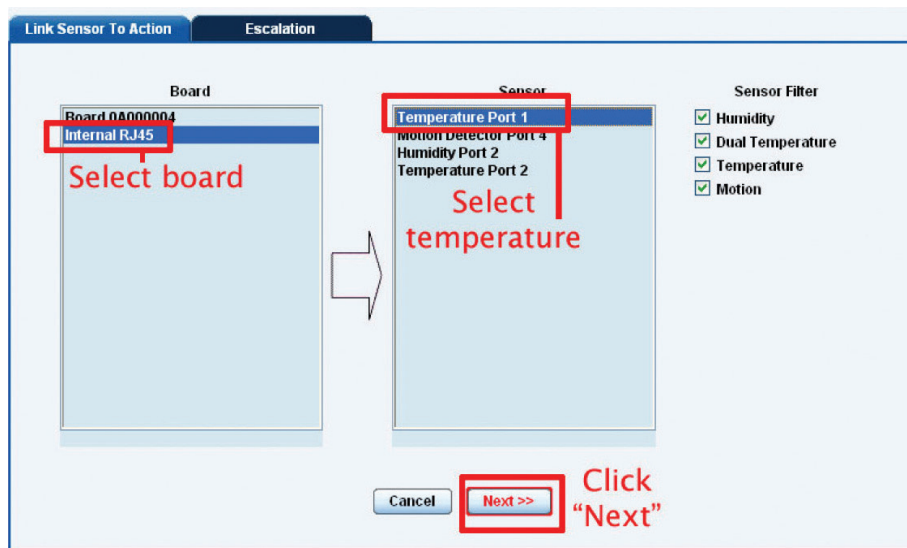 Link Sensor To Action
Escalation
Board
Sensor
Sensor Filter
Board 0A000004
Internal RJ45
Select board
Temperature Port 1
Motion Detector Port 4
Humidity Port 2
Temperature Port 2
Select
temperature
Humidity
Dual Temperature
Temperature
Motion
Cancel
Next >>
Click
“Next”